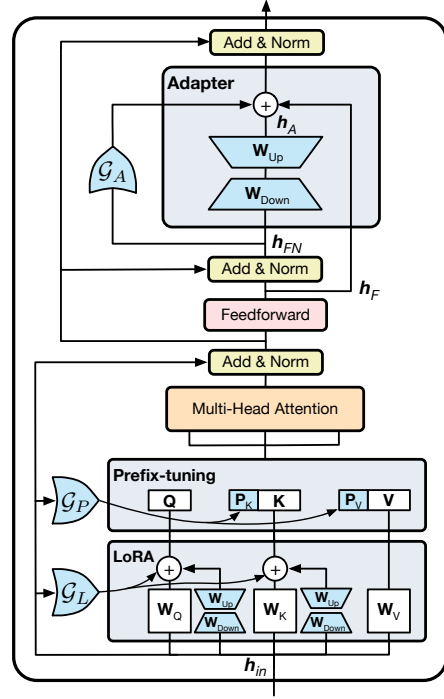 Add & Norm
Adapter
+
h_A
W_Up
𝒢_A
W_Down
h_FN
Add & Norm
h_F
Feedforward
Add & Norm
Multi-Head Attention
Prefix-tuning
𝒢_P
Q P_K K P_V V
LoRA
+ +
𝒢_L
W_Q W_Up W_Down W_K W_Up W_Down W_V
h_in